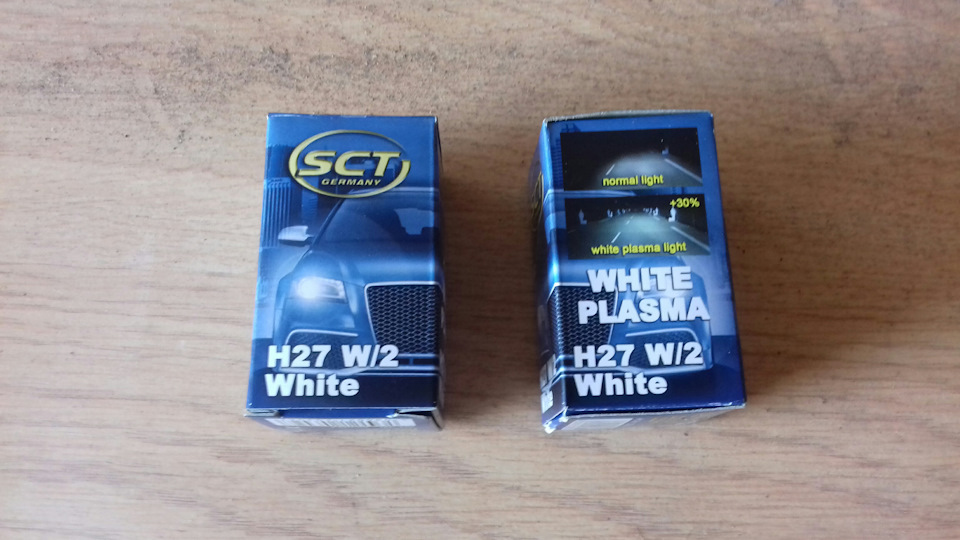 SCT
GERMANY
H27 W/2
White
normal light
+30%
white plasma light
WHITE
PLASMA
H27 W/2
White